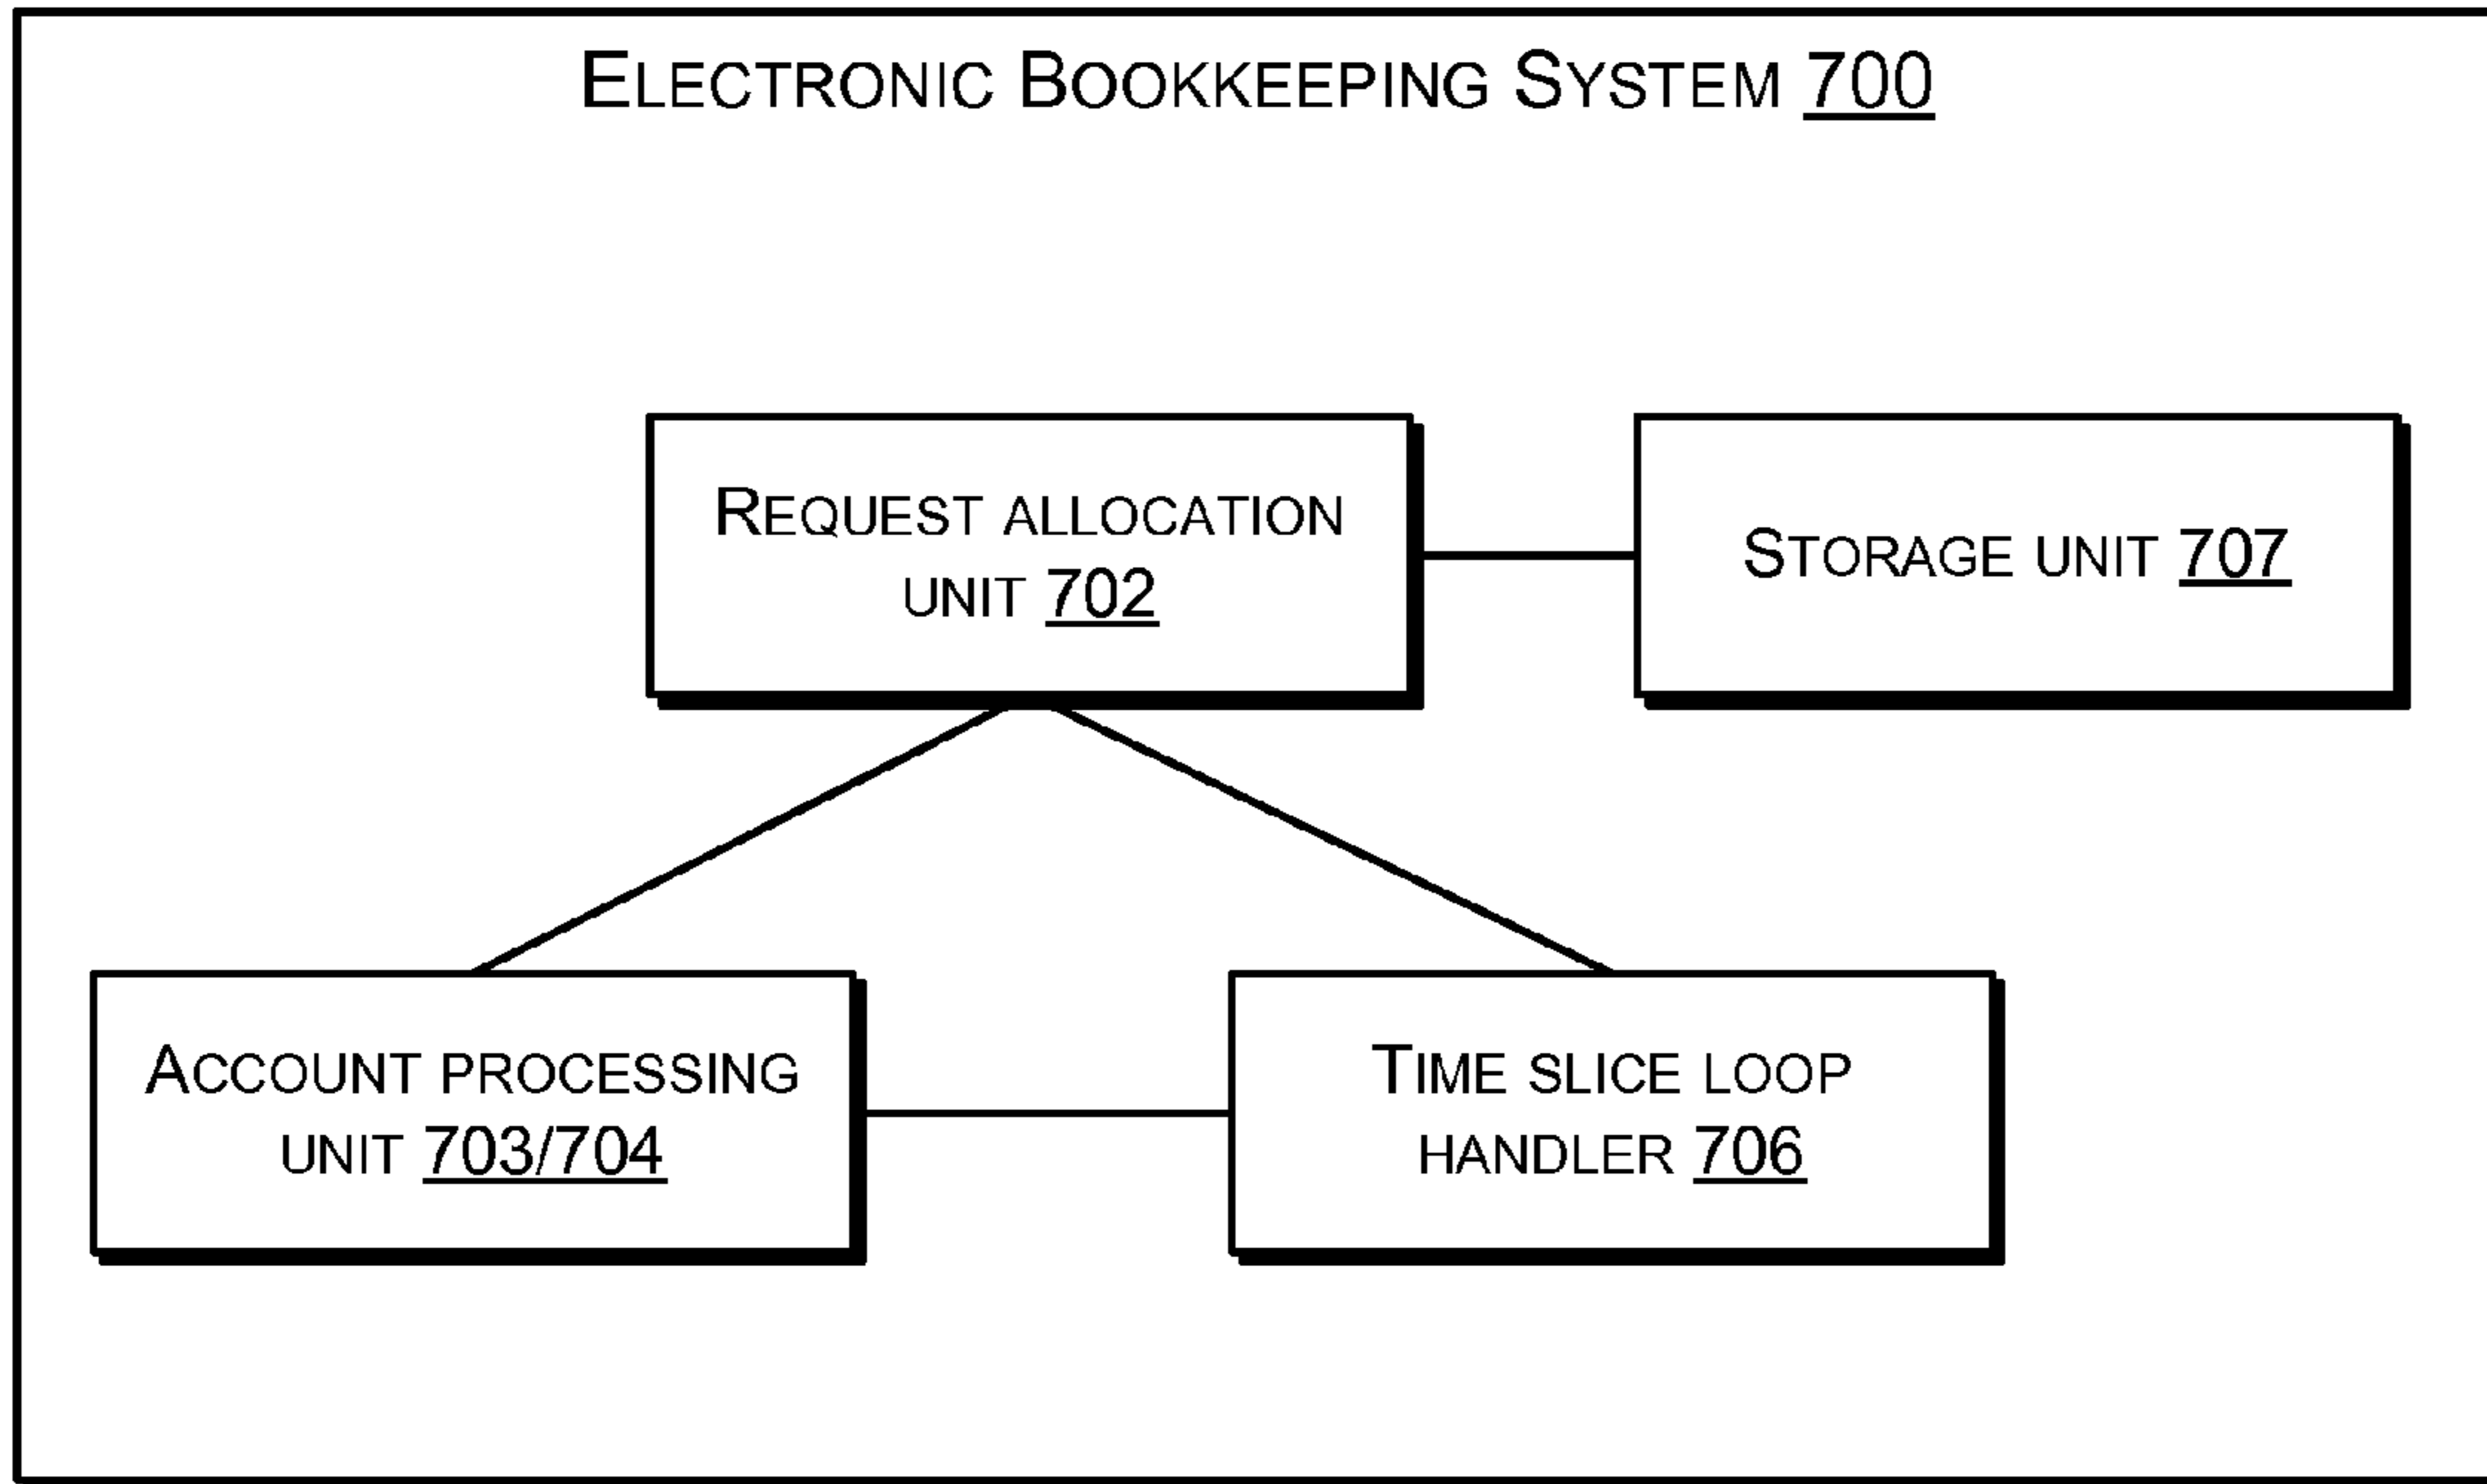 ELECTRONIC BOOKKEEPING SYSTEM 700
REQUEST ALLOCATION
UNIT 702
STORAGE UNIT 707
ACCOUNT PROCESSING
UNIT 703/704
TIME SLICE LOOP
HANDLER 706